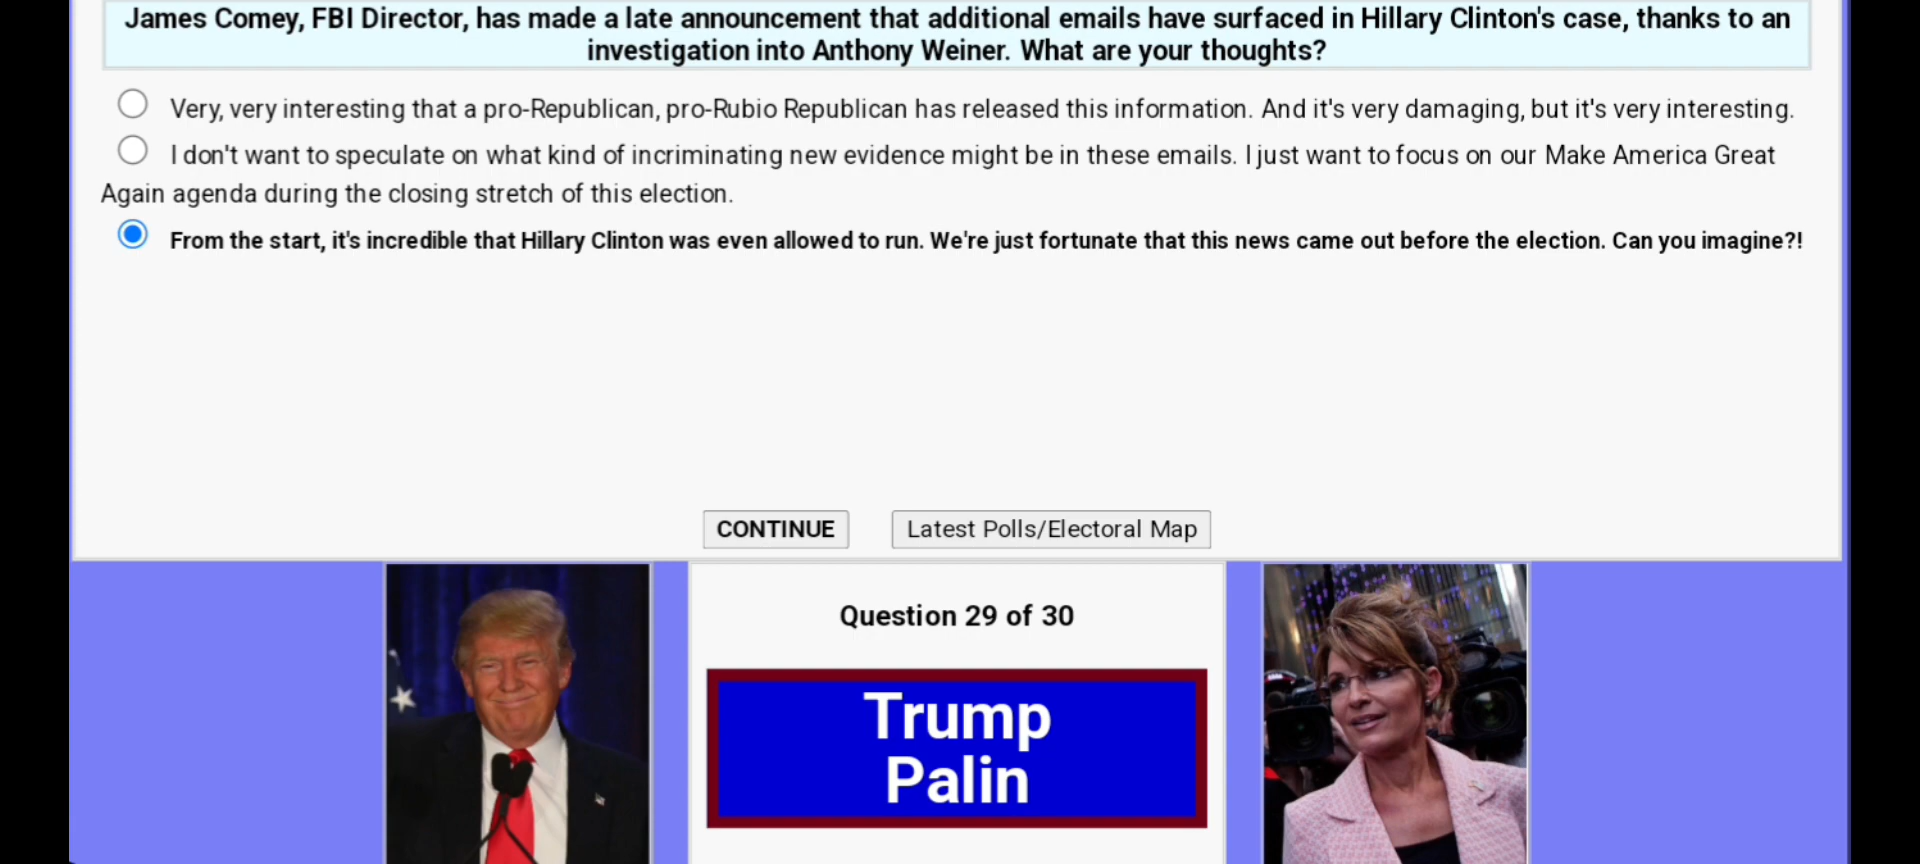 James Comey, FBI Director, has made a late announcement that additional emails have surfaced in Hillary Clinton's case, thanks to an
investigation into Anthony Weiner. What are your thoughts?
Very, very interesting that a pro-Republican, pro-Rubio Republican has released this information. And it's very damaging, but it's very interesting.
I don't want to speculate on what kind of incriminating new evidence might be in these emails. I just want to focus on our Make America Great
Again agenda during the closing stretch of this election.
From the start, it's incredible that Hillary Clinton was even allowed to run. We're just fortunate that this news came out before the election. Can you imagine?!
CONTINUE
Latest Polls/Electoral Map
Question 29 of 30
Trump
Palin